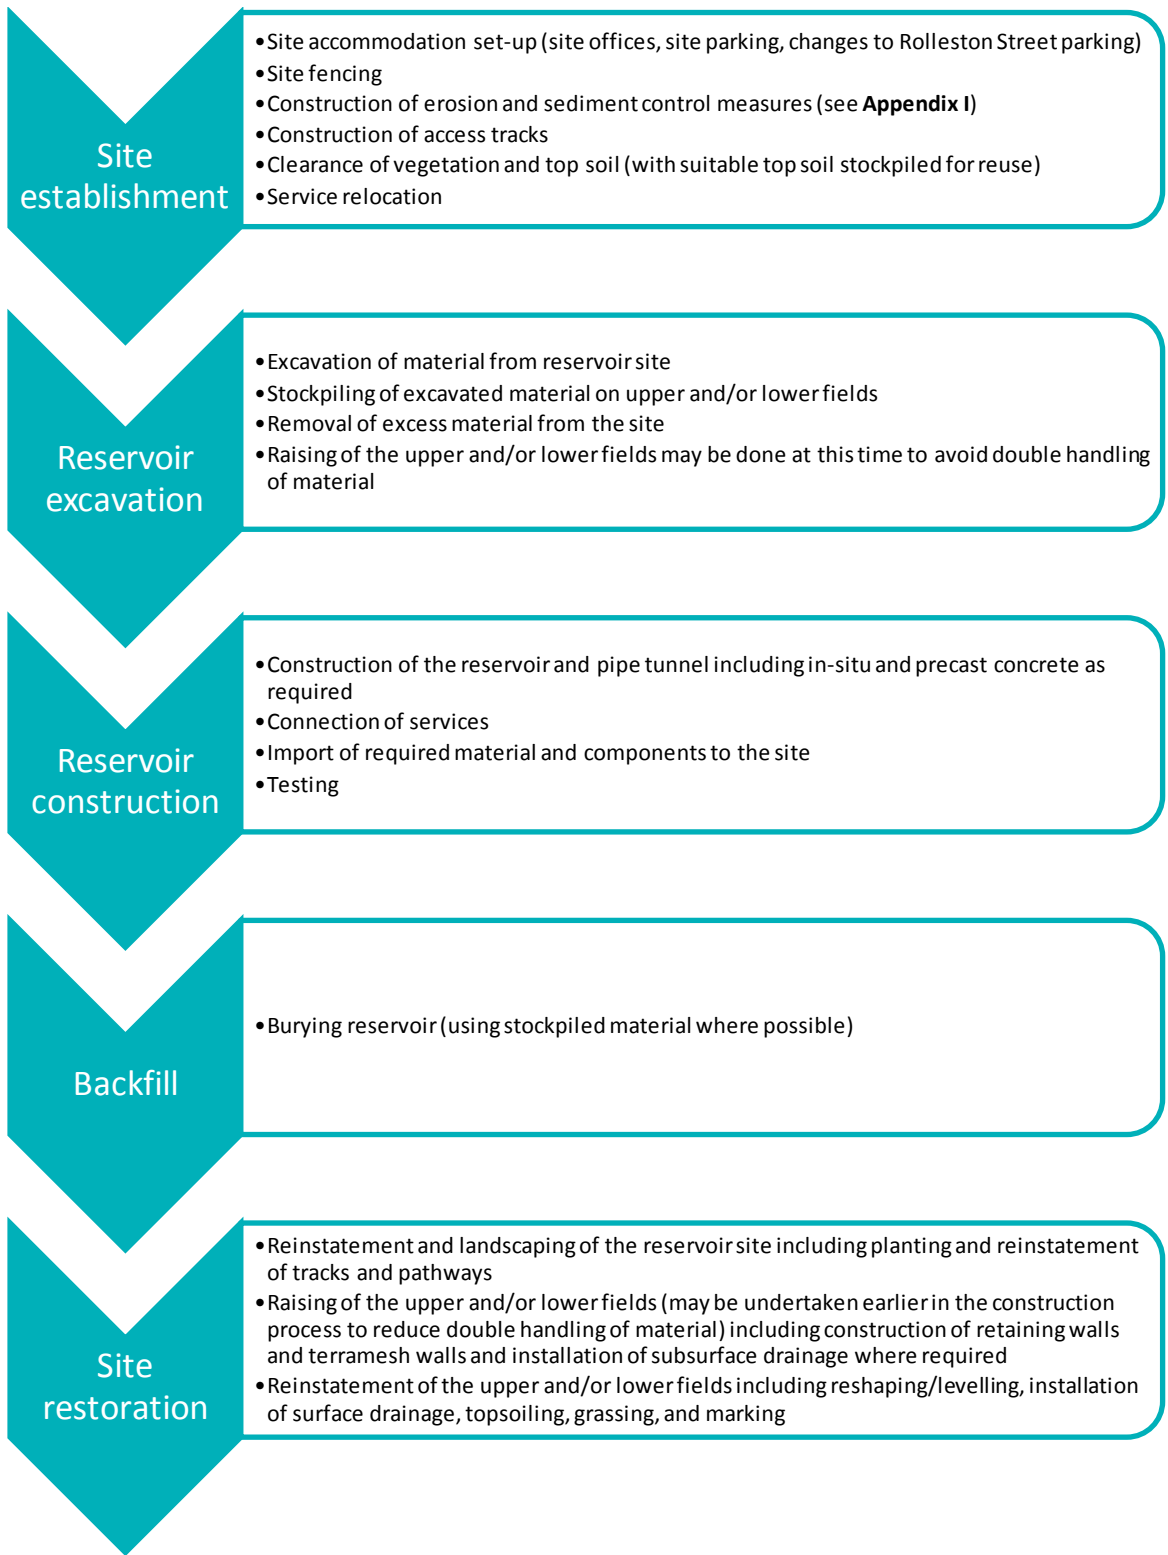 Site
establishment
•Site accommodation set-up (site offices, site parking, changes to Rolleston Street parking)
•Site fencing
•Construction of erosion and sediment control measures (see Appendix I)
•Construction of access tracks
•Clearance of vegetation and top soil (with suitable top soil stockpiled for reuse)
•Service relocation
Reservoir
excavation
•Excavation of material from reservoir site
•Stockpiling of excavated material on upper and/or lower fields
•Removal of excess material from the site
•Raising of the upper and/or lower fields may be done at this time to avoid double handling
of material
Reservoir
construction
•Construction of the reservoir and pipe tunnel including in-situ and precast concrete as
required
•Connection of services
•Import of required material and components to the site
•Testing
Backfill
•Burying reservoir (using stockpiled material where possible)
Site
restoration
•Reinstatement and landscaping of the reservoir site including planting and reinstatement
of tracks and pathways
•Raising of the upper and/or lower fields (may be undertaken earlier in the construction
process to reduce double handling of material) including construction of retaining walls
and terramesh walls and installation of subsurface drainage where required
•Reinstatement of the upper and/or lower fields including reshaping/levelling, installation
of surface drainage, topsoiling, grassing, and marking